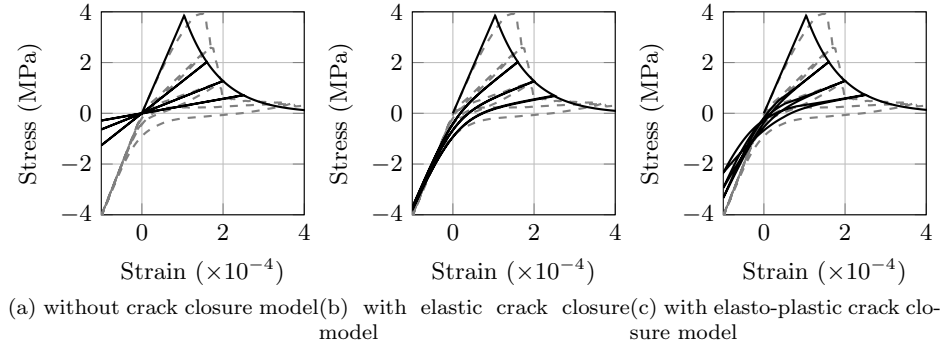 4
2
0
−2
−4
0
2
4
Stress (MPa)
Strain (×10−4)
(a) without crack closure model
4
2
0
−2
−4
0
2
4
Stress (MPa)
Strain (×10−4)
(b) with elastic crack closure
model
4
2
0
−2
−4
0
2
4
Stress (MPa)
Strain (×10−4)
(c) with elasto-plastic crack clo-
sure model